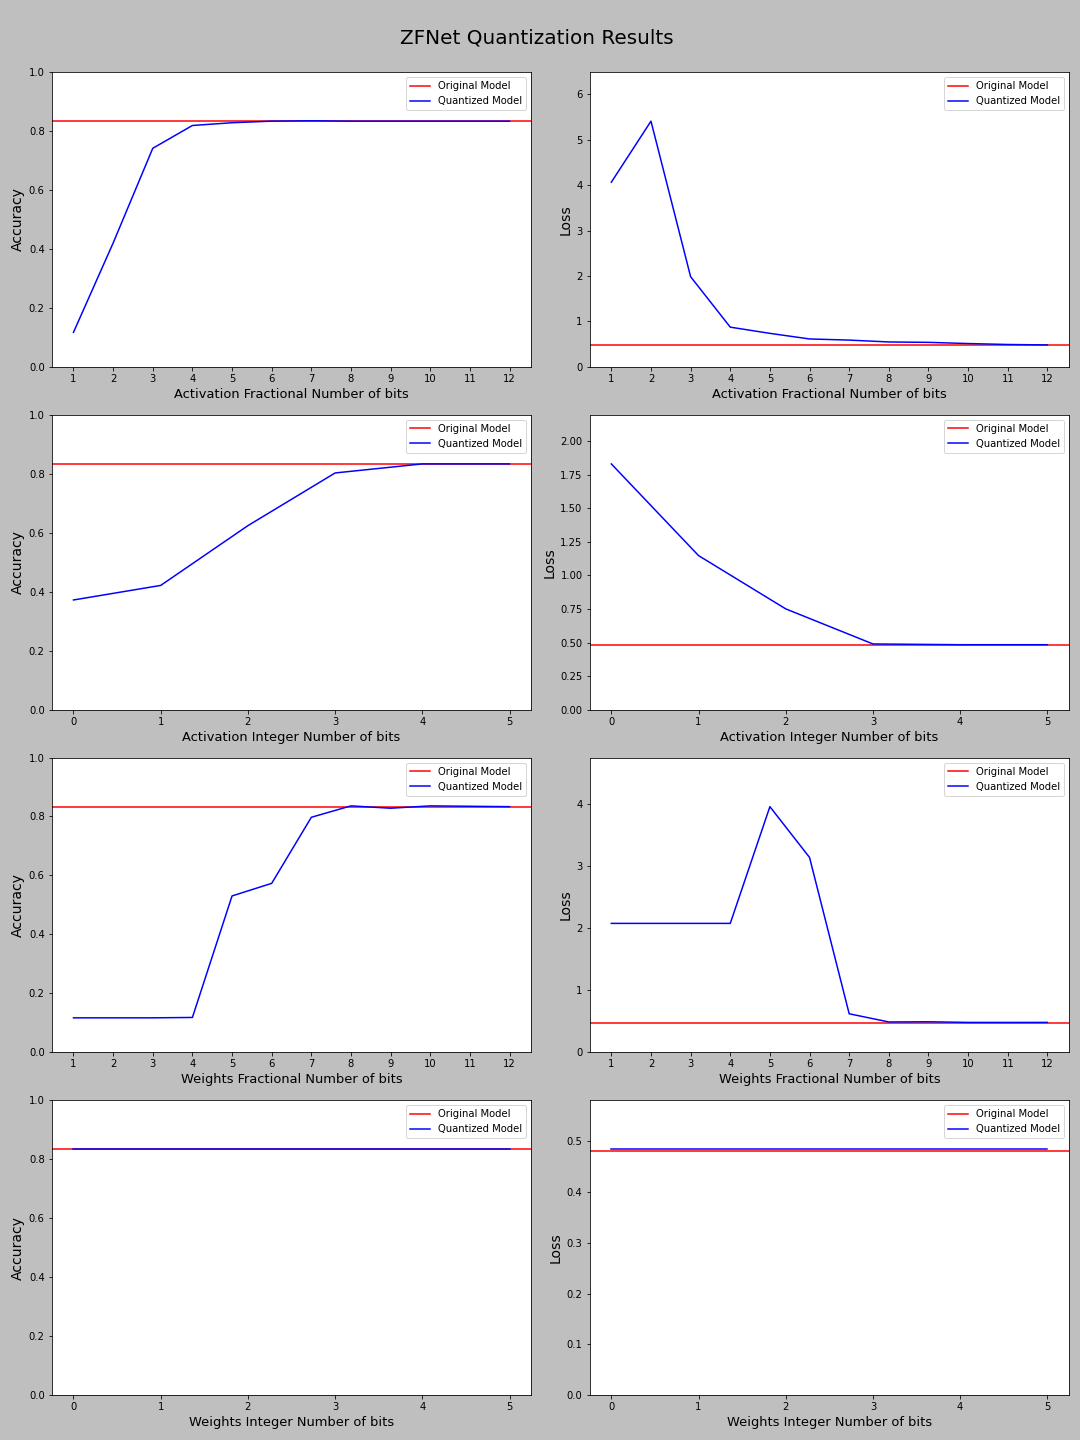 ZFNet Quantization Results
1.0
0.8
0.6
0.4
0.2
0.0
Accuracy
Original Model
Quantized Model
1 2 3 4 5 6 7 8 9 10 11 12
Activation Fractional Number of bits
6
5
4
3
2
1
0
Loss
Original Model
Quantized Model
1 2 3 4 5 6 7 8 9 10 11 12
Activation Fractional Number of bits
1.0
0.8
0.6
0.4
0.2
0.0
Accuracy
Original Model
Quantized Model
0 1 2 3 4 5
Activation Integer Number of bits
2.00
1.75
1.50
1.25
1.00
0.75
0.50
0.25
0.00
Loss
Original Model
Quantized Model
0 1 2 3 4 5
Activation Integer Number of bits
1.0
0.8
0.6
0.4
0.2
0.0
Accuracy
Original Model
Quantized Model
1 2 3 4 5 6 7 8 9 10 11 12
Weights Fractional Number of bits
4
3
2
1
0
Loss
Original Model
Quantized Model
1 2 3 4 5 6 7 8 9 10 11 12
Weights Fractional Number of bits
1.0
0.8
0.6
0.4
0.2
0.0
Accuracy
Original Model
Quantized Model
0 1 2 3 4 5
Weights Integer Number of bits
0.5
0.4
0.3
0.2
0.1
0.0
Loss
Original Model
Quantized Model
0 1 2 3 4 5
Weights Integer Number of bits